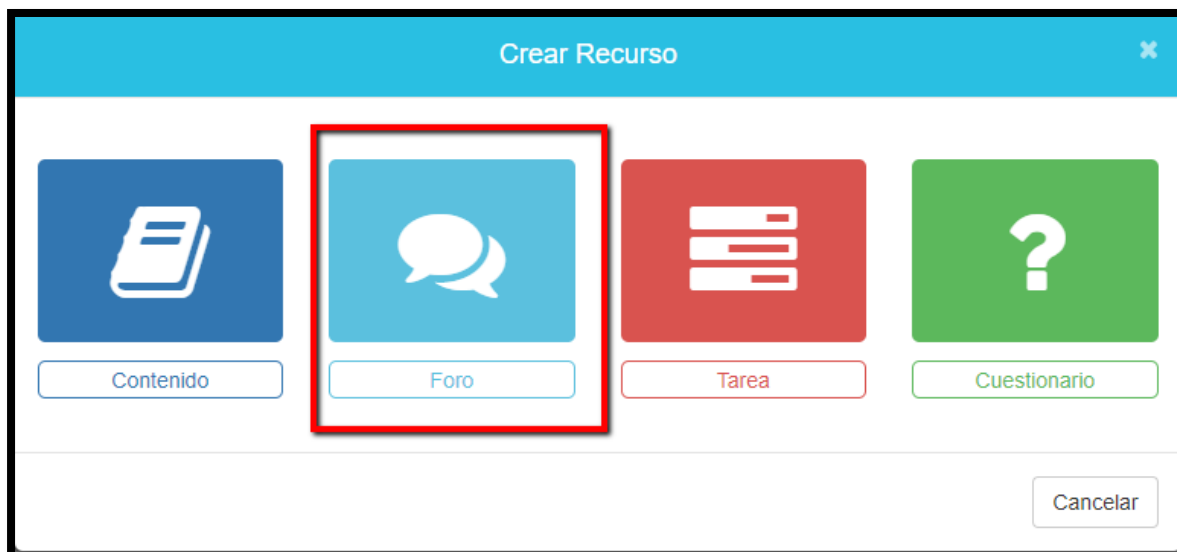 Crear Recurso
Contenido
Foro
Tarea
Cuestionario
Cancelar